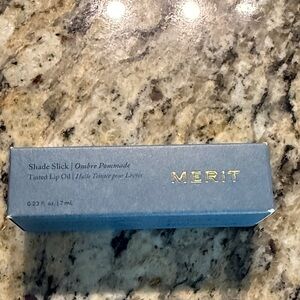 Shade Slick | Ombre Pommade
Tinted Lip Oil | Huile Teintée pour Lèvres
MERIT
0.23 fl. oz. | 7 mL